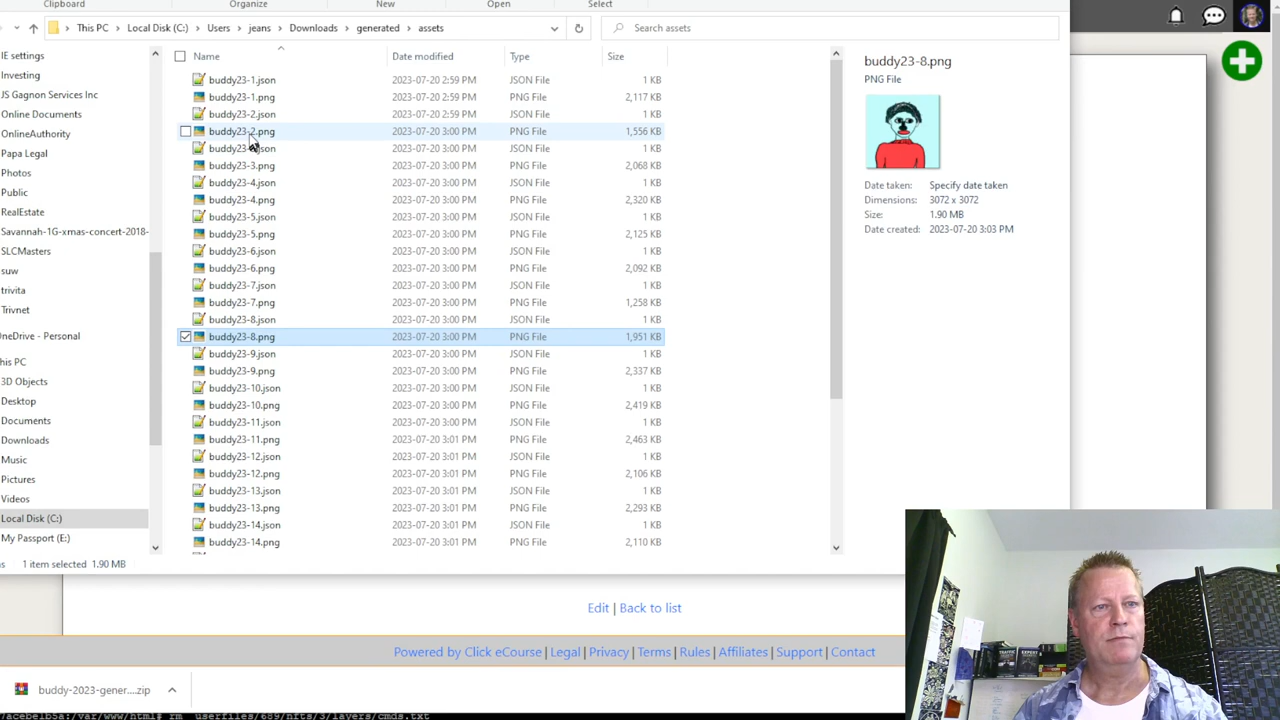 Clipboard Organize New Open Select
This PC > Local Disk (C:) > Users > jeans > Downloads > generated > assets
Search assets
Name Date modified Type Size
buddy23-1.json 2023-07-20 2:59 PM JSON File 1 KB
buddy23-1.png 2023-07-20 2:59 PM PNG File 2,117 KB
buddy23-2.json 2023-07-20 2:59 PM JSON File 1 KB
buddy23-2.png 2023-07-20 3:00 PM PNG File 1,556 KB
2023-07-20 3:00 PM JSON File 1 KB
buddy23-3.png 2023-07-20 3:00 PM PNG File 2,068 KB
buddy23-4.json 2023-07-20 3:00 PM JSON File 1 KB
buddy23-4.png 2023-07-20 3:00 PM PNG File 2,320 KB
buddy23-5.json 2023-07-20 3:00 PM JSON File 1 KB
buddy23-5.png 2023-07-20 3:00 PM PNG File 2,125 KB
buddy23-6.json 2023-07-20 3:00 PM JSON File 1 KB
buddy23-6.png 2023-07-20 3:00 PM PNG File 2,092 KB
buddy23-7.json 2023-07-20 3:00 PM JSON File 1 KB
buddy23-7.png 2023-07-20 3:00 PM PNG File 1,258 KB
buddy23-8.json 2023-07-20 3:00 PM JSON File 1 KB
buddy23-8.png 2023-07-20 3:00 PM PNG File 1,951 KB
buddy23-9.json 2023-07-20 3:00 PM JSON File 1 KB
buddy23-9.png 2023-07-20 3:00 PM PNG File 2,337 KB
buddy23-10.json 2023-07-20 3:00 PM JSON File 1 KB
buddy23-10.png 2023-07-20 3:00 PM PNG File 2,419 KB
buddy23-11.json 2023-07-20 3:00 PM JSON File 1 KB
buddy23-11.png 2023-07-20 3:01 PM PNG File 2,463 KB
buddy23-12.json 2023-07-20 3:01 PM JSON File 1 KB
buddy23-12.png 2023-07-20 3:01 PM PNG File 2,106 KB
buddy23-13.json 2023-07-20 3:01 PM JSON File 1 KB
buddy23-13.png 2023-07-20 3:01 PM PNG File 2,293 KB
buddy23-14.json 2023-07-20 3:01 PM JSON File 1 KB
buddy23-14.png 2023-07-20 3:01 PM PNG File 2,110 KB
IE settings
Investing
JS Gagnon Services Inc
Online Documents
OnlineAuthority
Papa Legal
Photos
Public
RealEstate
Savannah-1G-xmas-concert-2018-
SLCMasters
suw
trivita
Trivnet
OneDrive - Personal
his PC
3D Objects
Desktop
Documents
Downloads
Music
Pictures
Videos
Local Disk (C:)
My Passport (E:)
1 item selected 1.90 MB
buddy23-8.png
PNG File
Date taken: Specify date taken
Dimensions: 3072 x 3072
Size: 1.90 MB
Date created: 2023-07-20 3:03 PM
Edit | Back to list
Powered by Click eCourse | Legal | Privacy | Terms | Rules | Affiliates | Support | Contact
buddy-2023-gener....zip
7acebelb5a:/var/www/html# rm userfiles/689/nfts/3/layers/cmds.txt